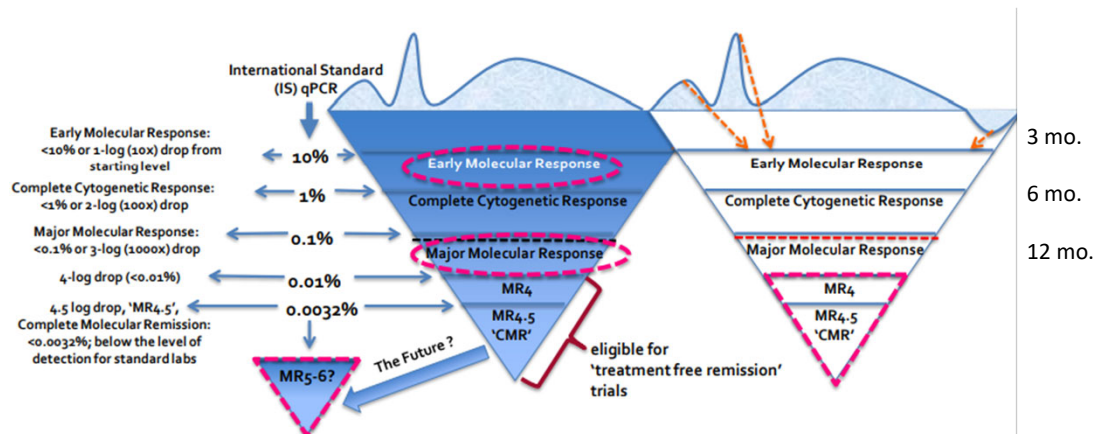 International Standard
(IS) qPCR
Early Molecular Response:
<10% or 1-log (10x) drop from
starting level
10%
Complete Cytogenetic Response:
<1% or 2-log (100x) drop
1%
Major Molecular Response:
<0.1% or 3-log (1000x) drop
0.1%
4-log drop (<0.01%)
0.01%
4.5 log drop, ‘MR4.5’,
Complete Molecular Remission:
<0.0032%; below the level of
detection for standard labs
0.0032%
MR5-6?
The Future ?
Early Molecular Response
Complete Cytogenetic Response
Major Molecular Response
MR4
MR4.5
‘CMR’
eligible for
‘treatment free remission’
trials
Early Molecular Response
Complete Cytogenetic Response
Major Molecular Response
MR4
MR4.5
‘CMR’
3 mo.
6 mo.
12 mo.